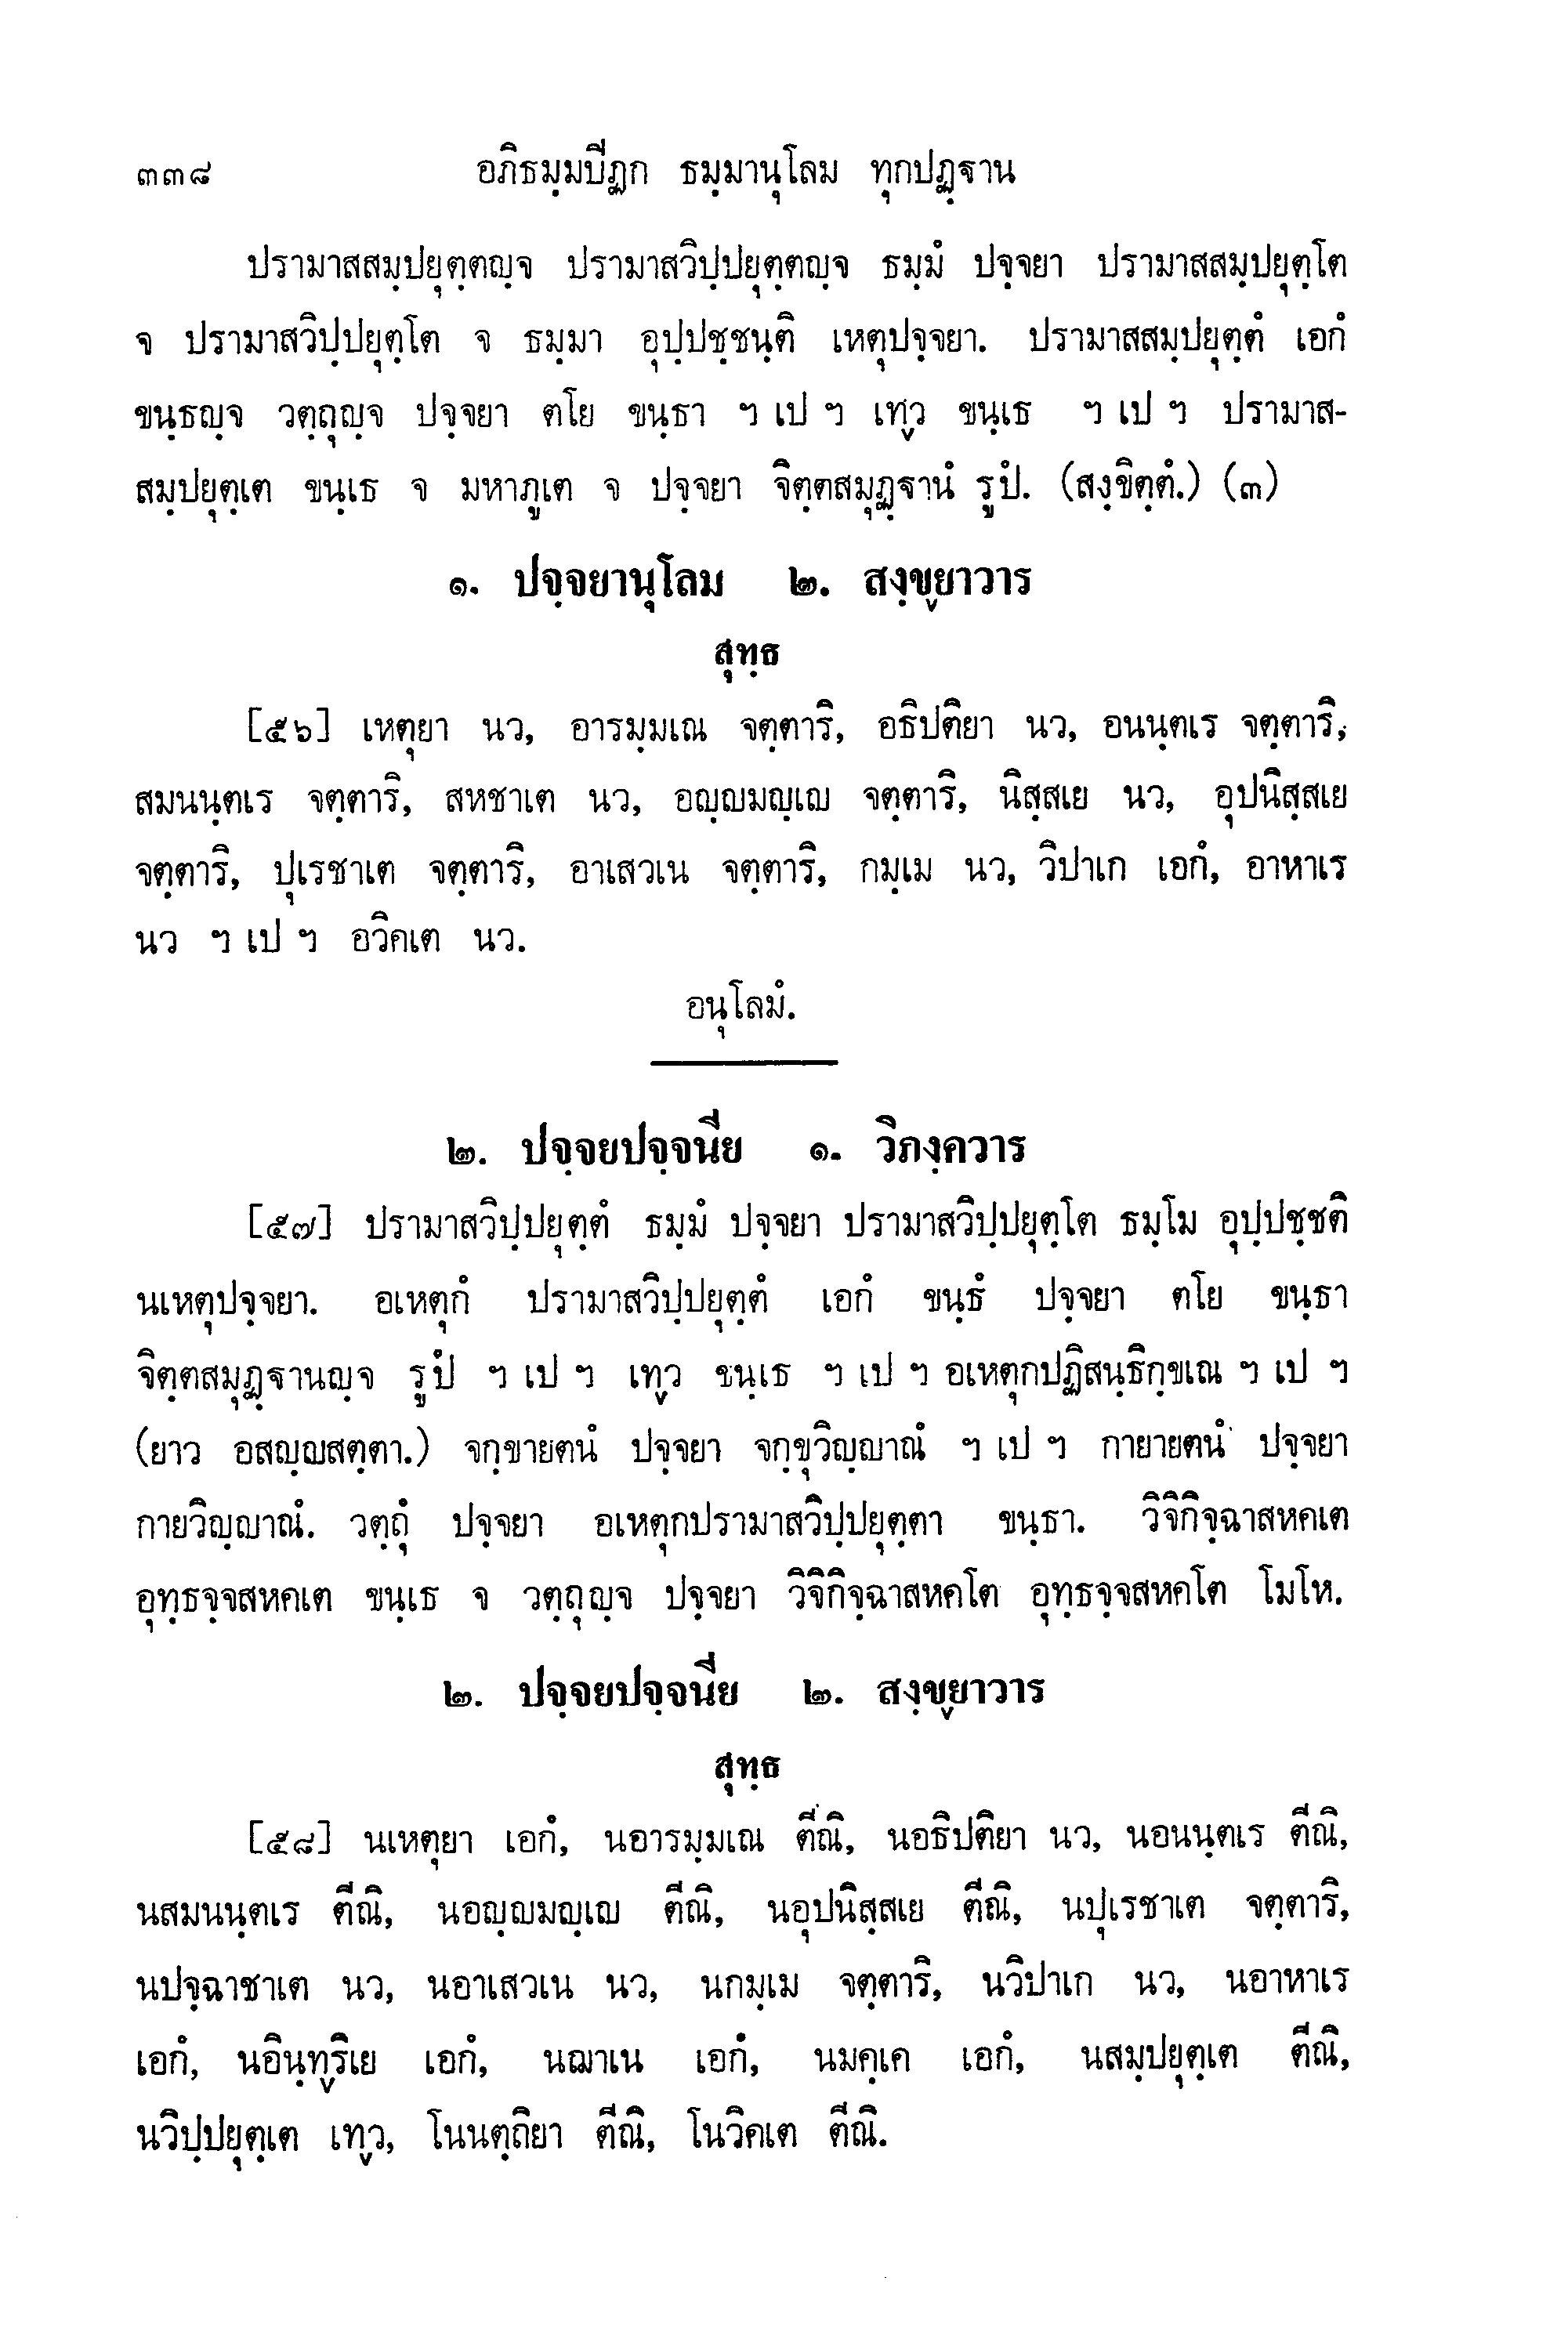 ๓๓๘ อภิธมฺมปิฏก ธมฺมานุโลม ทุกปฏฺฐาน
ปรามาสสมฺปยุตฺตญฺจ ปรามาสวิปฺปยุตฺตญฺจ ธมฺมํ ปจฺจยา ปรามาสสมฺปยุตฺโต
จ ปรามาสวิปฺปยุตฺโต จ ธมฺมา อุปฺปชฺชนฺติ เหตุปจฺจยา. ปรามาสสมฺปยุตฺตํ เอกํ
ขนฺธญฺจ วตฺถุญฺจ ปจฺจยา ตโย ขนฺธา ฯ เป ฯ เทฺว ขนฺเธ ฯ เป ฯ ปรามาส-
สมฺปยุตฺเต ขนฺเธ จ มหาภูเต จ ปจฺจยา จิตฺตสมุฏฺฐานํ รูปํ. (สงฺขิตฺตํ.) (๓)
๑. ปจฺจยานุโลม ๒. สงฺขฺยาวาร
สุทฺธ
[๕๖] เหตุยา นว, อารมฺมเณ จตฺตาริ, อธิปติยา นว, อนนฺตเร จตฺตาริ,
สมนนฺตเร จตฺตาริ, สหชาเต นว, อญฺญมญฺเญ จตฺตาริ, นิสฺสเย นว, อุปนิสฺสเย
จตฺตาริ, ปุเรชาเต จตฺตาริ, อาเสวเน จตฺตาริ, กมฺเม นว, วิปาเก เอกํ, อาหาเร
นว ฯ เป ฯ อวิคเต นว.
อนุโลมํ.
๒. ปจฺจยปจฺจนีย ๑. วิภงฺควาร
[๕๗] ปรามาสวิปฺปยุตฺตํ ธมฺมํ ปจฺจยา ปรามาสวิปฺปยุตฺโต ธมฺโม อุปฺปชฺชติ
นเหตุปจฺจยา. อเหตุกํ ปรามาสวิปฺปยุตฺตํ เอกํ ขนฺธํ ปจฺจยา ตโย ขนฺธา
จิตฺตสมุฏฺฐานญฺจ รูปํ ฯ เป ฯ เทฺว ขนฺเธ ฯ เป ฯ อเหตุกปฏิสนฺธิกฺขเณ ฯ เป ฯ
(ยาว อสญฺญสตฺตา.) จกฺขายตนํ ปจฺจยา จกฺขุวิญฺญาณํ ฯ เป ฯ กายายตนํ ปจฺจยา
กายวิญฺญาณํ. วตฺถุํ ปจฺจยา อเหตุกปรามาสวิปฺปยุตฺตา ขนฺธา. วิจิกิจฺฉาสหคเต
อุทฺธจฺจสหคเต ขนฺเธ จ วตฺถุญฺจ ปจฺจยา วิจิกิจฺฉาสหคโต อุทฺธจฺจสหคโต โมโห.
๒. ปจฺจยปจฺจนีย ๒. สงฺขฺยาวาร
สุทฺธ
[๕๘] นเหตุยา เอกํ, นอารมฺมเณ ตีณิ, นอธิปติยา นว, นอนนฺตเร ตีณิ,
นสมนนฺตเร ตีณิ, นอญฺญมญฺเญ ตีณิ, นอุปนิสฺสเย ตีณิ, นปุเรชาเต จตฺตาริ,
นปจฺฉาชาเต นว, นอาเสวเน นว, นกมฺเม จตฺตาริ, นวิปาเก นว, นอาหาเร
เอกํ, นอินฺทฺริเย เอกํ, นฌาเน เอกํ, นมคฺเค เอกํ, นสมฺปยุตฺเต ตีณิ,
นวิปฺปยุตฺเต เทฺว, โนนตฺถิยา ตีณิ, โนวิคเต ตีณิ.